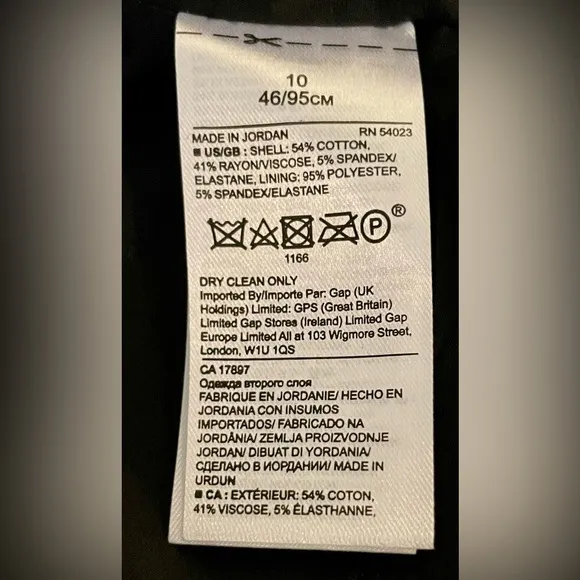 10
46/95CM
MADE IN JORDAN RN 54023
■ US/GB : SHELL: 54% COTTON,
41% RAYON/VISCOSE, 5% SPANDEX/
ELASTANE, LINING: 95% POLYESTER,
5% SPANDEX/ELASTANE
P ®
1166
DRY CLEAN ONLY
Imported By/Importe Par: Gap (UK
Holdings) Limited: GPS (Great Britain)
Limited Gap Stores (Ireland) Limited Gap
Europe Limited All at 103 Wigmore Street,
London, W1U 1QS
CA 17897
Одежда второго слоя
FABRIQUE EN JORDANIE/ HECHO EN
JORDANIA CON INSUMOS
IMPORTADOS/ FABRICADO NA
JORDÂNIA/ ZEMLJA PROIZVODNJE
JORDAN/ DIBUAT DI YORDANIA/
СДЕЛАНО В ИОРДАНИИ/ MADE IN
URDUN
■ CA : EXTÉRIEUR: 54% COTON,
41% VISCOSE, 5% ÉLASTHANNE,